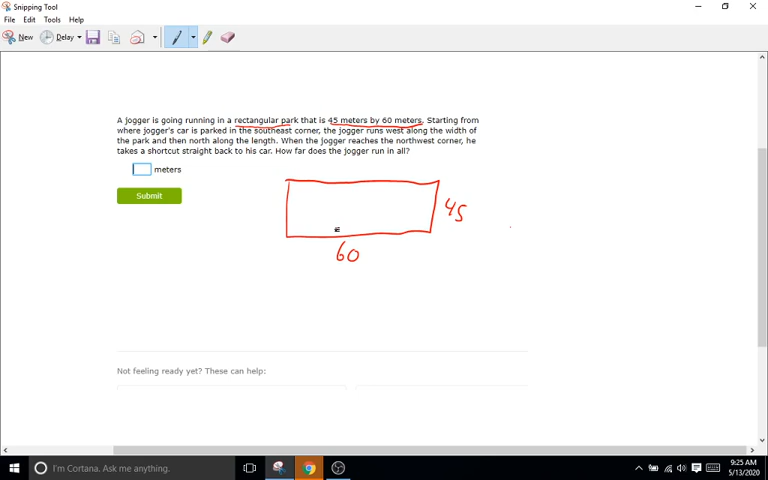 Snipping Tool
File Edit Tools Help
New Delay
A jogger is going running in a rectangular park that is 45 meters by 60 meters. Starting from
where jogger's car is parked in the southeast corner, the jogger runs west along the width of
the park and then north along the length. When the jogger reaches the northwest corner, he
takes a shortcut straight back to his car. How far does the jogger run in all?
meters
Submit
45
60
Not feeling ready yet? These can help:
I'm Cortana. Ask me anything.
9:25 AM
5/13/2020